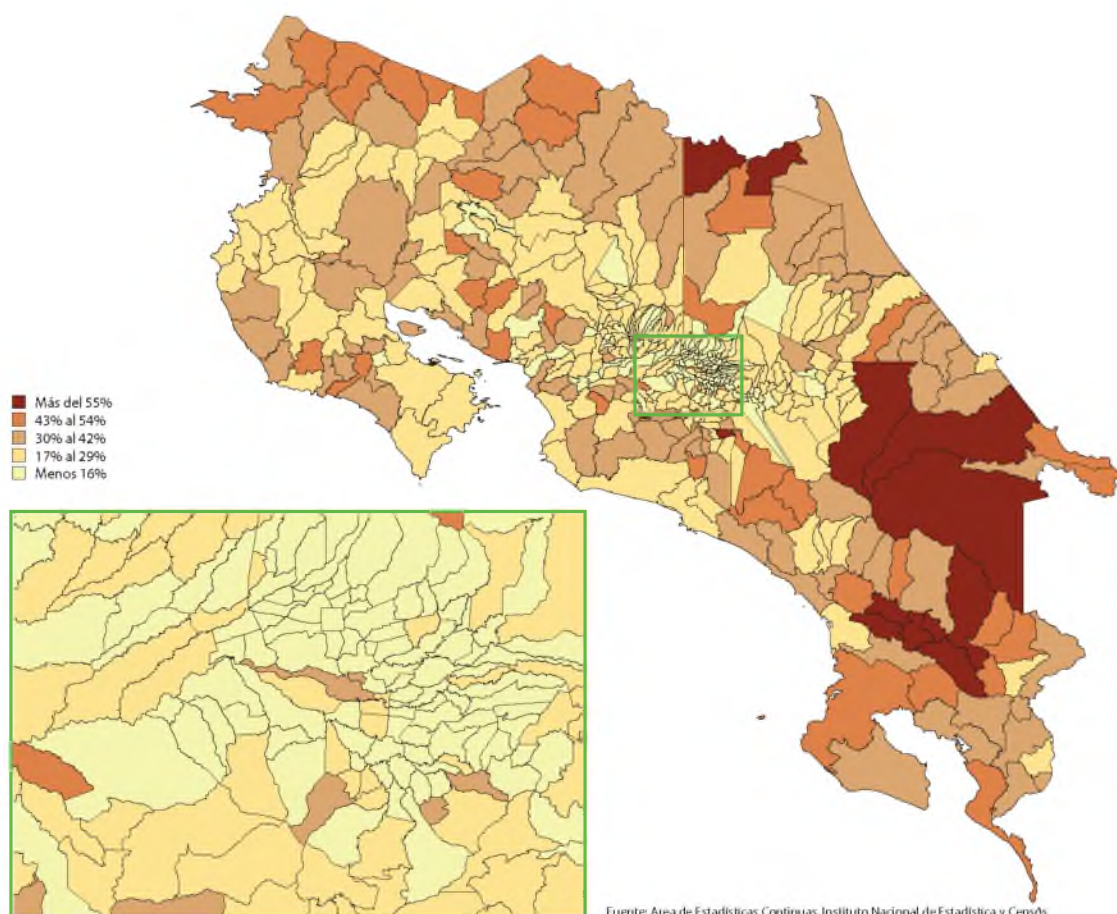 Más del 55%
43% al 54%
30% al 42%
17% al 29%
Menos 16%
Fuente: Area de Estadísticas Continuas, Instituto Nacional de Estadística y Censos